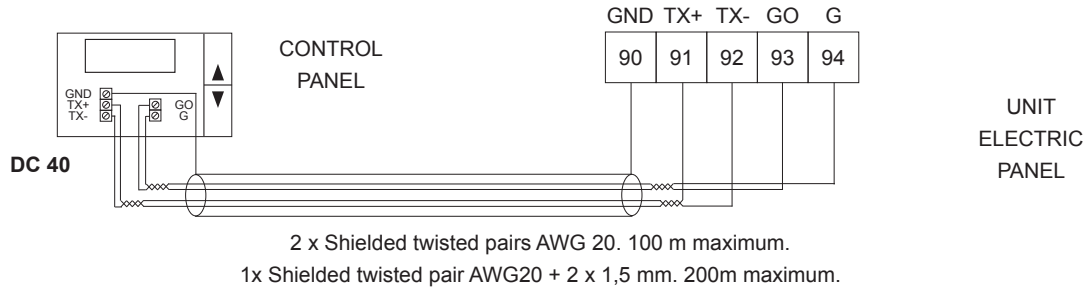 GND TX+ TX- GO G
90 91 92 93 94
CONTROL
PANEL
GND
TX+
TX-
GO
G
DC 40
UNIT
ELECTRIC
PANEL
2 x Shielded twisted pairs AWG 20. 100 m maximum.
1x Shielded twisted pair AWG20 + 2 x 1,5 mm. 200m maximum.